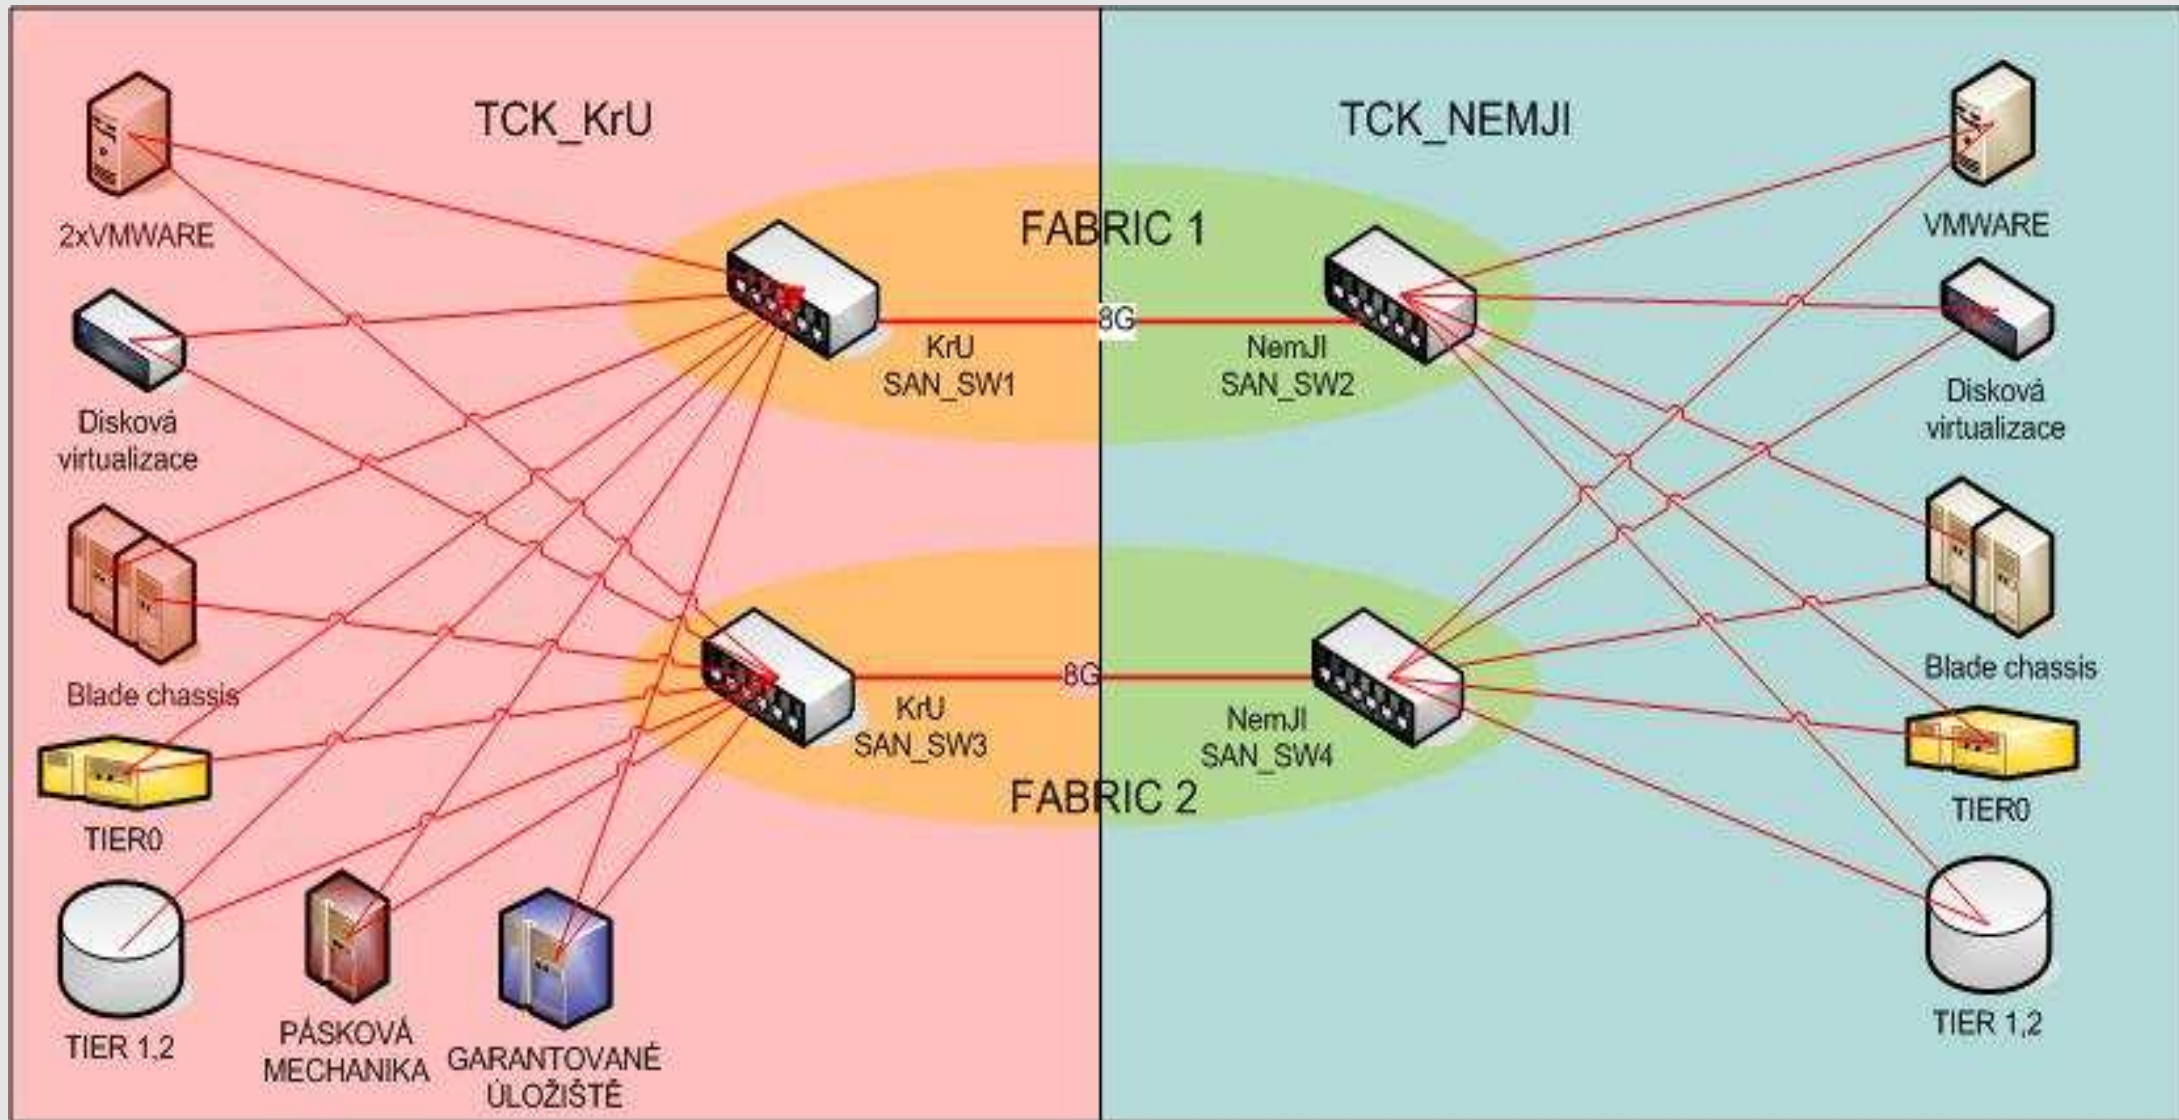 TCK_KrU
TCK_NEMJI
2xVMWARE
FABRIC 1
VMWARE
8G
KrU
SAN_SW1
NemJI
SAN_SW2
Disková
virtualizace
Disková
virtualizace
Blade chassis
8G
KrU
SAN_SW3
NemJI
SAN_SW4
Blade chassis
FABRIC 2
TIER0
TIER0
TIER 1,2
PÁSKOVÁ
MECHANIKA
GARANTOVANÉ
ÚLOŽIŠTĚ
TIER 1,2